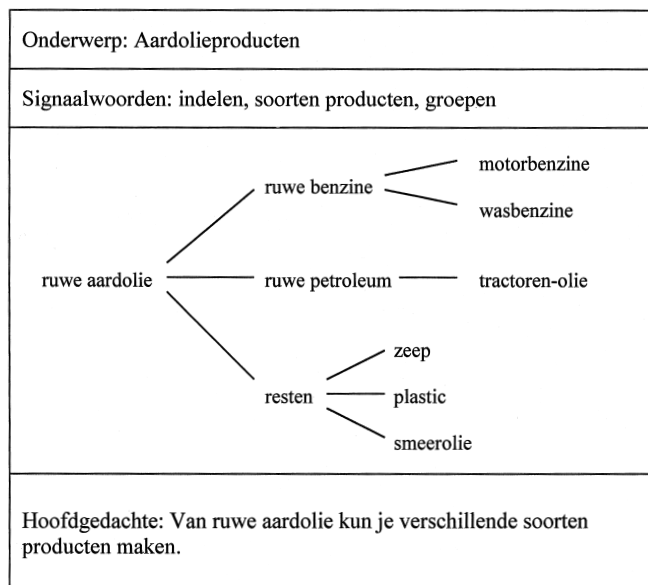 Onderwerp: Aardolieproducten
Signaalwoorden: indelen, soorten producten, groepen
motorbenzine
ruwe benzine
wasbenzine
ruwe aardolie
ruwe petroleum
tractoren-olie
zeep
resten
plastic
smeerolie
Hoofdgedachte: Van ruwe aardolie kun je verschillende soorten
producten maken.